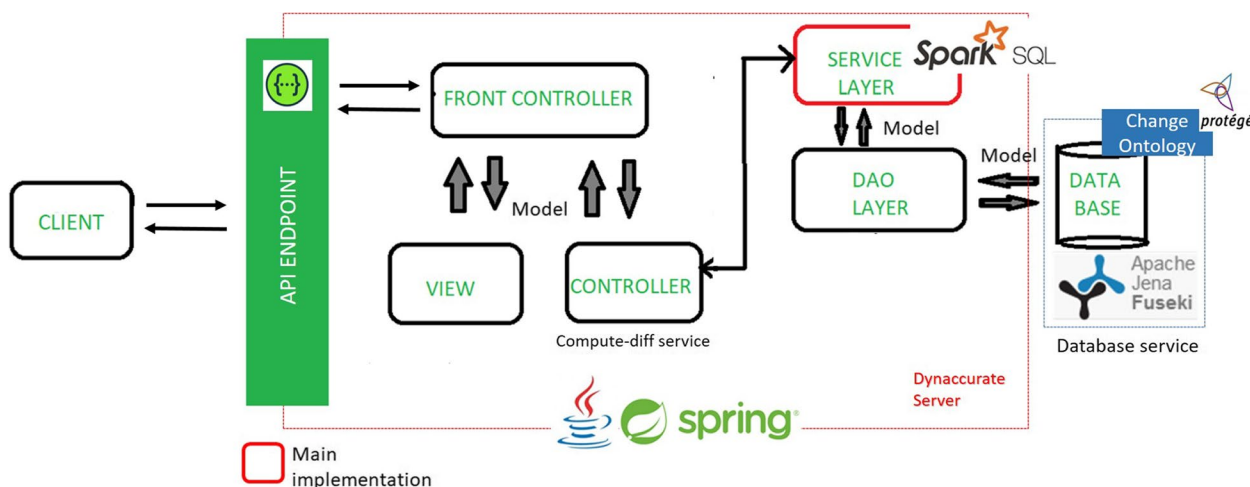 CLIENT
API ENDPOINT
{...}
FRONT CONTROLLER
Model
VIEW
CONTROLLER
Compute-diff service
SERVICE
LAYER
Spark SQL
Model
DAO
LAYER
Model
Change
Ontology
protégé
DATA
BASE
Apache
Jena
Fuseki
Database service
Dynaccurate
Server
spring
Main
implementation